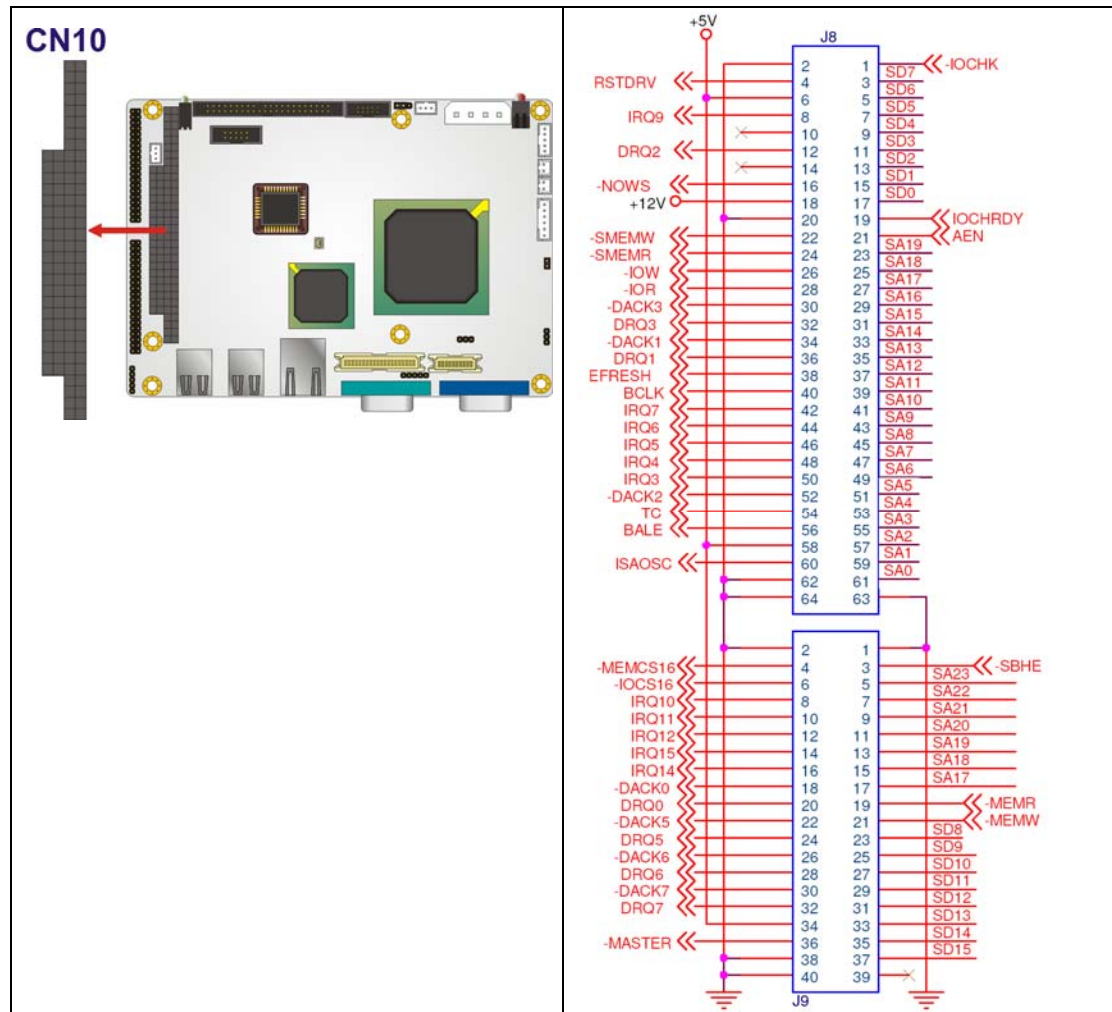 CN10
+5V
J8
2 1 -IOCHK
RSTDRV 4 3 SD7
6 5 SD6
IRQ9 8 7 SD5
10 9 SD4
DRQ2 12 11 SD3
14 13 SD2
-NOWS 16 15 SD1
+12V 18 17 SD0
20 19 IOCHRDY
-SMEMW 22 21 AEN
-SMEMR 24 23 SA19
-IOW 26 25 SA18
-IOR 28 27 SA17
-DACK3 30 29 SA16
DRQ3 32 31 SA15
-DACK1 34 33 SA14
DRQ1 36 35 SA13
EFRESH 38 37 SA12
BCLK 40 39 SA11
IRQ7 42 41 SA10
IRQ6 44 43 SA9
IRQ5 46 45 SA8
IRQ4 48 47 SA7
IRQ3 50 49 SA6
-DACK2 52 51 SA5
TC 54 53 SA4
BALE 56 55 SA3
58 57 SA2
ISAOSC 60 59 SA1
62 61 SA0
64 63
2 1
-MEMCS16 4 3 -SBHE
-IOCS16 6 5 SA23
IRQ10 8 7 SA22
IRQ11 10 9 SA21
IRQ12 12 11 SA20
IRQ15 14 13 SA19
IRQ14 16 15 SA18
-DACK0 18 17 SA17
DRQ0 20 19 -MEMR
-DACK5 22 21 -MEMW
DRQ5 24 23 SD8
-DACK6 26 25 SD9
DRQ6 28 27 SD10
-DACK7 30 29 SD11
DRQ7 32 31 SD12
34 33 SD13
-MASTER 36 35 SD14
38 37 SD15
40 39
J9